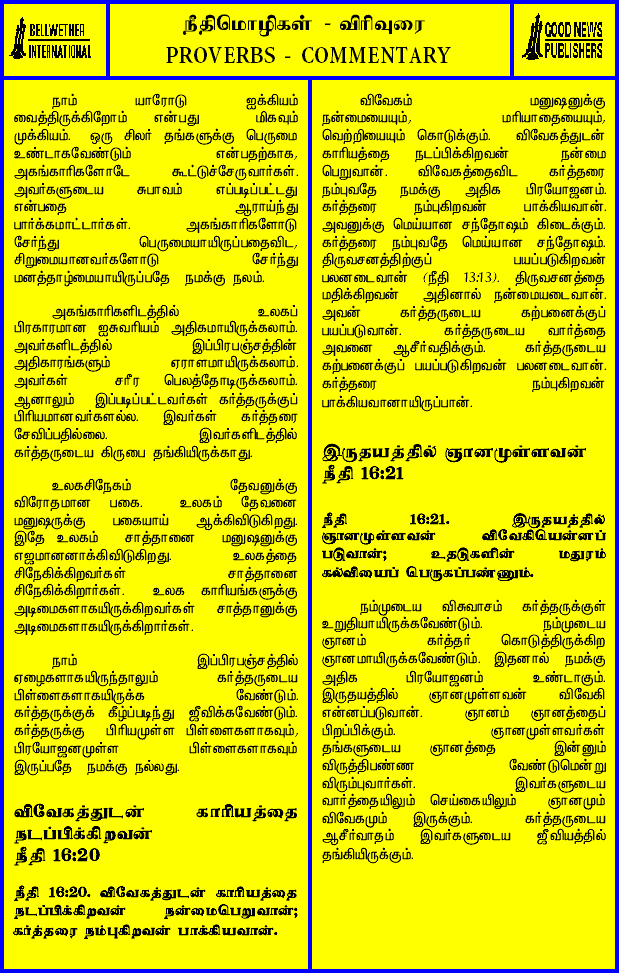 BELLWETHER
INTERNATIONAL
நீதிமொழிகள் - விரிவுரை
PROVERBS - COMMENTARY
GOOD NEWS
PUBLISHERS
நாம் யாரோடு ஐக்கியம்
வைத்திருக்கிறோம் என்பது மிகவும்
முக்கியம். ஒரு சிலர் தங்களுக்கு பெருமை
உண்டாகவேண்டும் என்பதற்காக,
அகங்காரிகளோடே கூட்டுச்சேருவார்கள்.
அவர்களுடைய சுபாவம் எப்படிப்பட்டது
என்பதை ஆராய்ந்து
பார்க்கமாட்டார்கள். அகங்காரிகளோடு
சேர்ந்து பெருமையாயிருப்பதைவிட,
சிறுமையானவர்களோடு சேர்ந்து
மனத்தாழ்மையாயிருப்பதே நமக்கு நலம்.
அகங்காரிகளிடத்தில் உலகப்
பிரகாரமான ஐசுவரியம் அதிகமாயிருக்கலாம்.
அவர்களிடத்தில் இப்பிரபஞ்சத்தின்
அதிகாரங்களும் ஏராளமாயிருக்கலாம்.
அவர்கள் சரீர பெலத்தோடிருக்கலாம்.
ஆனாலும் இப்படிப்பட்டவர்கள் கர்த்தருக்குப்
பிரியமானவர்களல்ல. இவர்கள் கர்த்தரை
சேவிப்பதில்லை. இவர்களிடத்தில்
கர்த்தருடைய கிருபை தங்கியிருக்காது.
உலகசிநேகம் தேவனுக்கு
விரோதமான பகை. உலகம் தேவனை
மனுஷருக்கு பகையாய் ஆக்கிவிடுகிறது.
இதே உலகம் சாத்தானை மனுஷனுக்கு
எஜமானனாக்கிவிடுகிறது. உலகத்தை
சிநேகிக்கிறவர்கள் சாத்தானை
சிநேகிக்கிறார்கள். உலக காரியங்களுக்கு
அடிமைகளாகயிருக்கிறவர்கள் சாத்தானுக்கு
அடிமைகளாகயிருக்கிறார்கள்.
நாம் இப்பிரபஞ்சத்தில்
ஏழைகளாகயிருந்தாலும் கர்த்தருடைய
பிள்ளைகளாகயிருக்க வேண்டும்.
கர்த்தருக்குக் கீழ்ப்படிந்து ஜீவிக்கவேண்டும்.
கர்த்தருக்கு பிரியமுள்ள பிள்ளைகளாகவும்,
பிரயோஜனமுள்ள பிள்ளைகளாகவும்
இருப்பதே நமக்கு நல்லது.
விவேகத்துடன் காரியத்தை
நடப்பிக்கிறவன்
நீதி 16:20
நீதி 16:20. விவேகத்துடன் காரியத்தை
நடப்பிக்கிறவன் நன்மைபெறுவான்;
கர்த்தரை நம்புகிறவன் பாக்கியவான்.
விவேகம் மனுஷனுக்கு
நன்மையையும், மரியாதையையும்,
வெற்றியையும் கொடுக்கும். விவேகத்துடன்
காரியத்தை நடப்பிக்கிறவன் நன்மை
பெறுவான். விவேகத்தைவிட கர்த்தரை
நம்புவதே நமக்கு அதிக பிரயோஜனம்.
கர்த்தரை நம்புகிறவன் பாக்கியவான்.
அவனுக்கு மெய்யான சந்தோஷம் கிடைக்கும்.
கர்த்தரை நம்புவதே மெய்யான சந்தோஷம்.
திருவசனத்திற்குப் பயப்படுகிறவன்
பலனடைவான் (நீதி 13:13). திருவசனத்தை
மதிக்கிறவன் அதினால் நன்மையடைவான்.
அவன் கர்த்தருடைய கற்பனைக்குப்
பயப்படுவான். கர்த்தருடைய வார்த்தை
அவனை ஆசீர்வதிக்கும். கர்த்தருடைய
கற்பனைக்குப் பயப்படுகிறவன் பலனடைவான்.
கர்த்தரை நம்புகிறவன்
பாக்கியவானாயிருப்பான்.
இருதயத்தில் ஞானமுள்ளவன்
நீதி 16:21
நீதி 16:21. இருதயத்தில்
ஞானமுள்ளவன் விவேகியென்னப்
படுவான்; உதடுகளின் மதுரம்
கல்வியைப் பெருகப்பண்ணும்.
நம்முடைய விசுவாசம் கர்த்தருக்குள்
உறுதியாயிருக்கவேண்டும். நம்முடைய
ஞானம் கர்த்தர் கொடுத்திருக்கிற
ஞானமாயிருக்கவேண்டும். இதனால் நமக்கு
அதிக பிரயோஜனம் உண்டாகும்.
இருதயத்தில் ஞானமுள்ளவன் விவேகி
என்னப்படுவான். ஞானம் ஞானத்தைப்
பிறப்பிக்கும். ஞானமுள்ளவர்கள்
தங்களுடைய ஞானத்தை இன்னும்
விருத்திபண்ண வேண்டுமென்று
விரும்புவார்கள். இவர்களுடைய
வார்த்தையிலும் செய்கையிலும் ஞானமும்
விவேகமும் இருக்கும். கர்த்தருடைய
ஆசீர்வாதம் இவர்களுடைய ஜீவியத்தில்
தங்கியிருக்கும்.